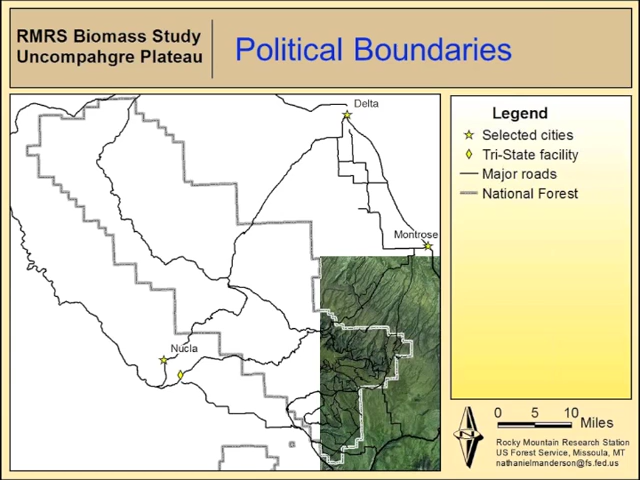 RMRS Biomass Study
Uncompahgre Plateau
Political Boundaries
Delta
Montrose
Nucla
Legend
Selected cities
Tri-State facility
Major roads
National Forest
0 5 10 Miles
Rocky Mountain Research Station
US Forest Service, Missoula, MT
nathanielmanderson@fs.fed.us